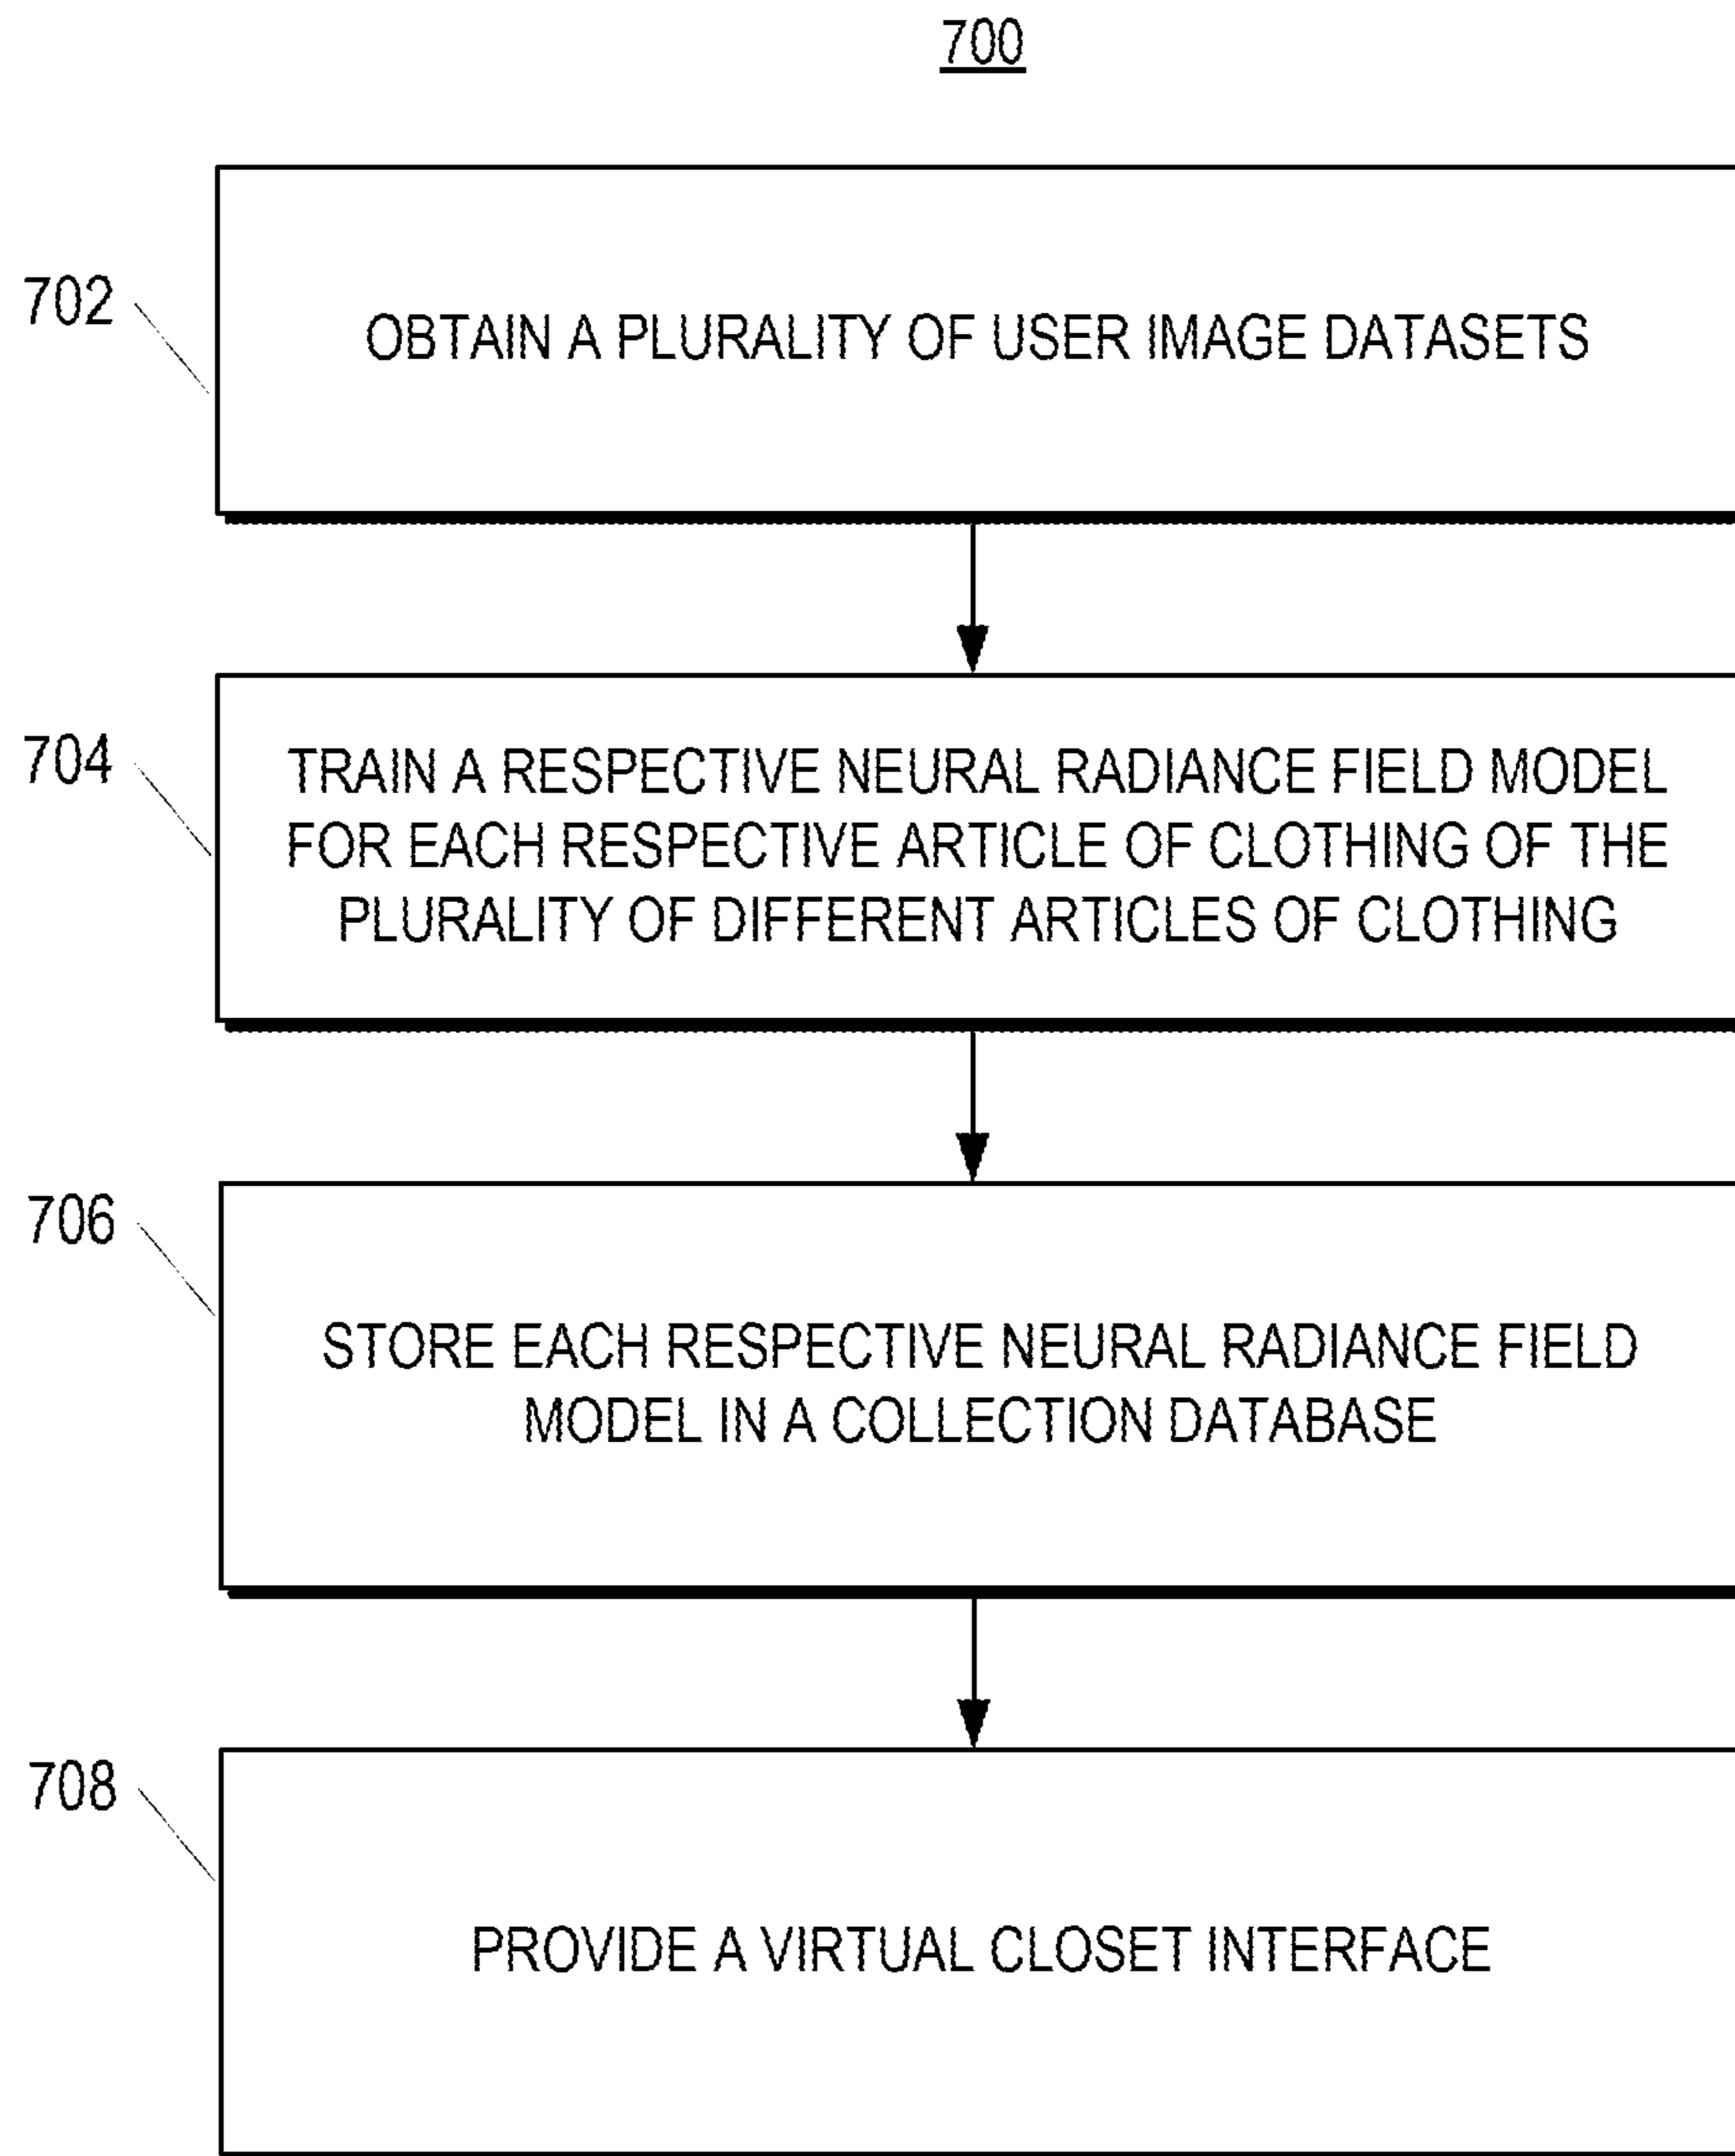 700
702
OBTAIN A PLURALITY OF USER IMAGE DATASETS
704
TRAIN A RESPECTIVE NEURAL RADIANCE FIELD MODEL
FOR EACH RESPECTIVE ARTICLE OF CLOTHING OF THE
PLURALITY OF DIFFERENT ARTICLES OF CLOTHING
706
STORE EACH RESPECTIVE NEURAL RADIANCE FIELD
MODEL IN A COLLECTION DATABASE
708
PROVIDE A VIRTUAL CLOSET INTERFACE